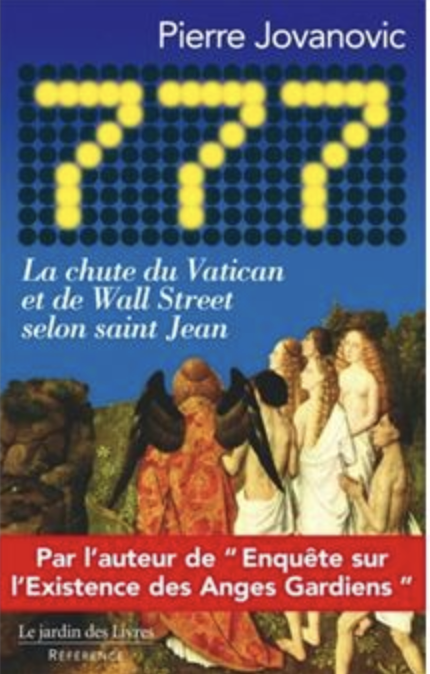 Pierre Jovanovic
777
La chute du Vatican
et de Wall Street
selon saint Jean
Par l'auteur de " Enquête sur
l'Existence des Anges Gardiens "
Le jardin des Livres
RÉFÉRENCE